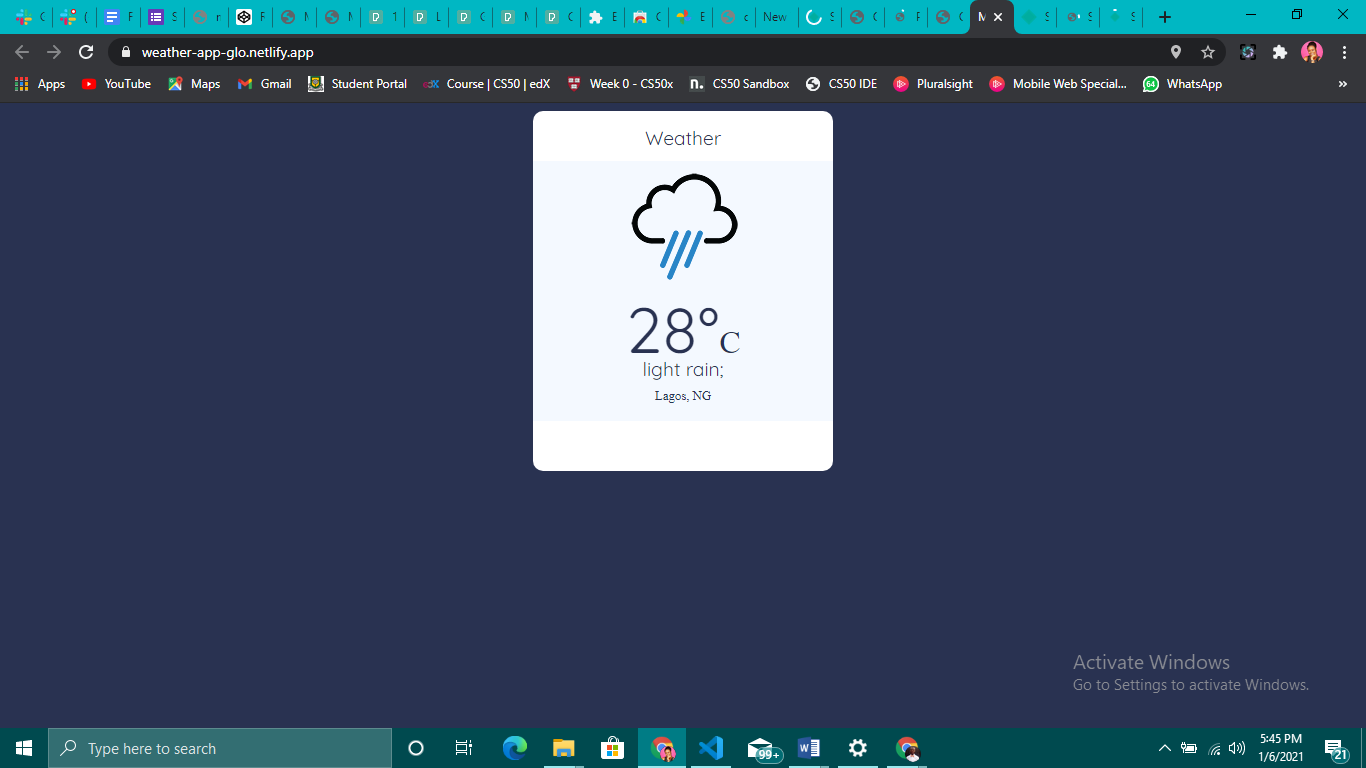 New
weather-app-glo.netlify.app
Apps YouTube Maps Gmail Student Portal Course | CS50 | edX Week 0 - CS50x CS50 Sandbox CS50 IDE Pluralsight Mobile Web Special... WhatsApp »
Weather
28°C
light rain;
Lagos, NG
Activate Windows
Go to Settings to activate Windows.
Type here to search
99+
5:45 PM
1/6/2021
21